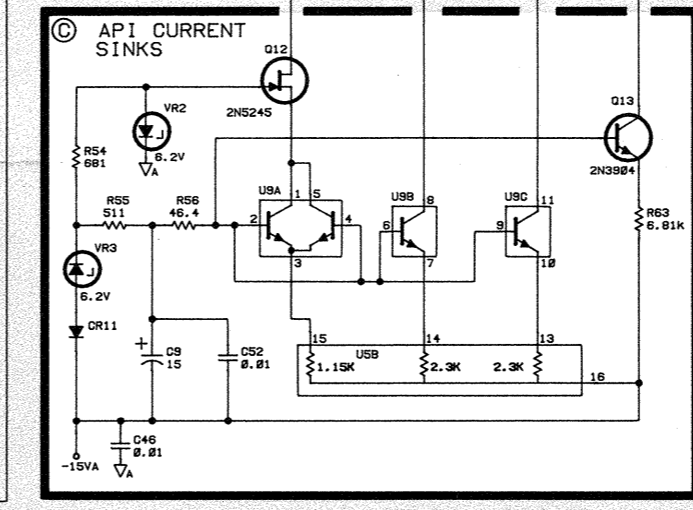 C API CURRENT
SINKS
Q12
2N5245
Q13
2N3904
VR2
6.2V
A
R54
681
R55
511
R56
46.4
U9A
1 5
2 4
3
U9B
8
6
7
U9C
11
9
10
R63
6.81k
VR3
6.2V
CR11
+
C9
15
C52
0.01
15 14 13
U5B
1.15K 2.3K 2.3K
16
C46
0.01
-15VA
A